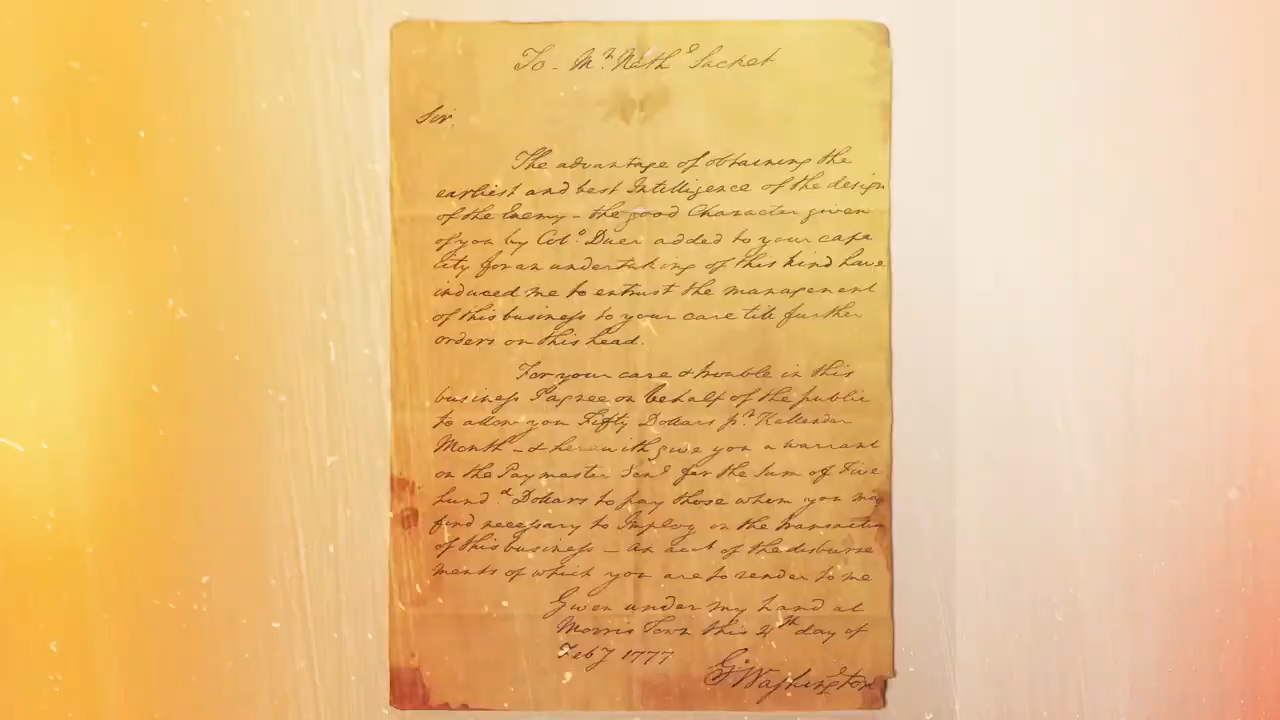 To - Mr. Nath.l Sacket
Sir,
The advantage of obtaining the
earliest and best Intelligence of the design
of the Enemy - the good Character given
of you by Col.o Duer added to your capa
city for an undertaking of this kind have
induced me to entrust the management
of this business to your care till further
orders on this head.
For your care & trouble in this
business I agree on behalf of the public
to allow you Fifty Dollars pr. Kallendar
Month - & herewith give you a warrant
on the Paymaster Genl for the Sum of Five
hund.d Dollars to pay those whom you may
find necessary to Imploy in the transaction
of this business - an acct. of the disburse
ments of which you are to render to me
Given under my hand at
Morris Town this 4th day of
Feby 1777
Go. Washington